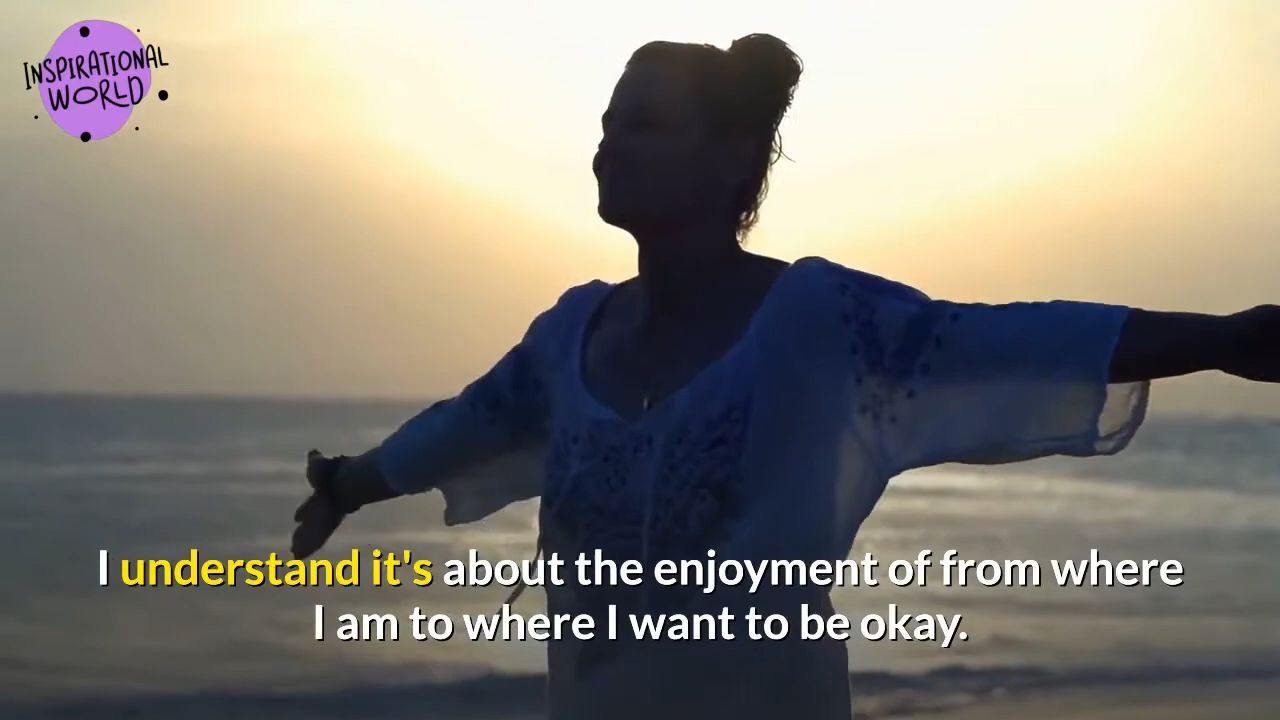 INSPIRATIONAL
WORLD
I understand it's about the enjoyment of from where
I am to where I want to be okay.